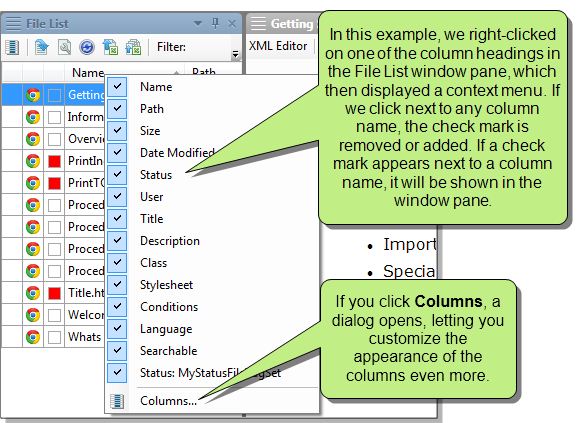 File List
Getting S
Filter:
XML Editor
Name
Path
Getting
Inform
Overvi
PrintIn
PrintTO
Proced
Proced
Proced
Proced
Title.ht
Welcor
Whats
Name
Path
Size
Date Modified
Status
User
Title
Description
Class
Stylesheet
Conditions
Language
Searchable
Status: MyStatusFil gSet
Columns...
In this example, we right-clicked
on one of the column headings in
the File List window pane, which
then displayed a context menu. If
we click next to any column
name, the check mark is
removed or added. If a check
mark appears next to a column
name, it will be shown in the
window pane.
• Import
• Specia
If you click Columns, a
dialog opens, letting you
customize the
appearance of the
columns even more.